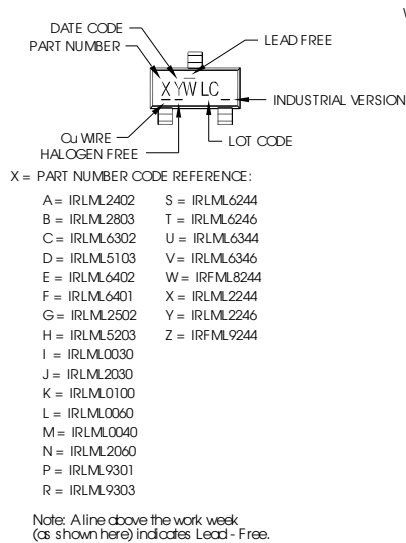 DATE CODE
PART NUMBER
LEAD FREE
XYWLC
INDUSTRIAL VERSION
Cu WIRE
HALOGEN FREE
LOT CODE
X = PART NUMBER CODE REFERENCE:
A = IRLML2402 S = IRLML6244
B = IRLML2803 T = IRLML6246
C = IRLML6302 U = IRLML6344
D = IRLML5103 V = IRLML6346
E = IRLML6402 W = IRFML8244
F = IRLML6401 X = IRLML2244
G = IRLML2502 Y = IRLML2246
H = IRLML5203 Z = IRFML9244
I = IRLML0030
J = IRLML2030
K = IRLML0100
L = IRLML0060
M = IRLML0040
N = IRLML2060
P = IRLML9301
R = IRLML9303
Note: A line above the work week
(as shown here) indicates Lead - Free.